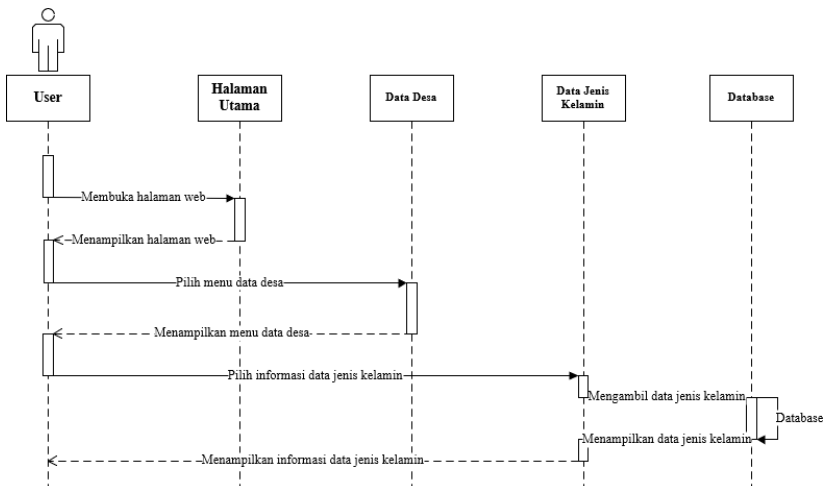 User
Halaman
Utama
Data Desa
Data Jenis
Kelamin
Database
Membuka halaman web
Menampilkan halaman web
Pilih menu data desa
Menampilkan menu data desa
Pilih informasi data jenis kelamin
Mengambil data jenis kelamin
Database
Menampilkan data jenis kelamin
Menampilkan informasi data jenis kelamin